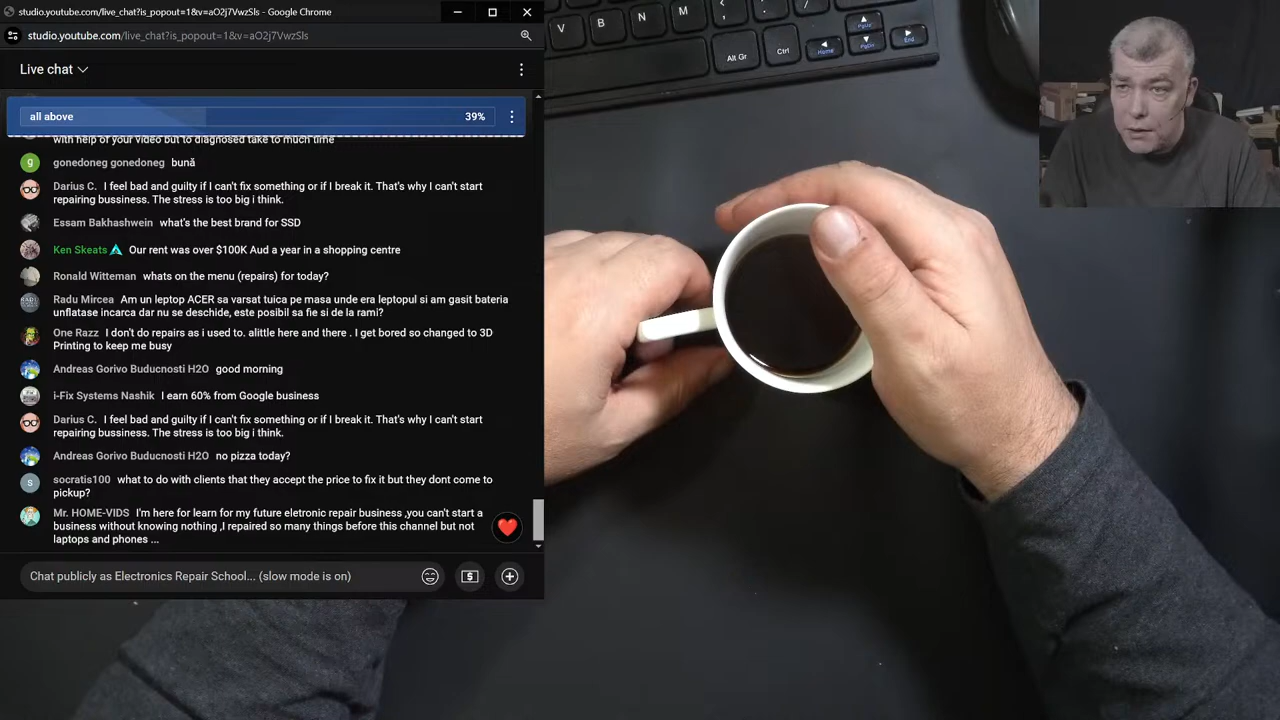 studio.youtube.com/live_chat?is_popout=1&v=aO2j7VwzSls - Google Chrome
studio.youtube.com/live_chat?is_popout=1&v=aO2j7VwzSls
Live chat
all above 39%
with help of your video but to diagnosed take to much time
g gonedoneg gonedoneg bună
Darius C. I feel bad and guilty if I can't fix something or if I break it. That's why I can't start
repairing bussiness. The stress is too big i think.
Essam Bakhashwein what's the best brand for SSD
Ken Skeats Our rent was over $100K Aud a year in a shopping centre
Ronald Witteman whats on the menu (repairs) for today?
Radu Mircea Am un leptop ACER sa varsat tuica pe masa unde era leptopul si am gasit bateria
unflatase incarca dar nu se deschide, este posibil sa fie si de la rami?
One Razz I don't do repairs as i used to. alittle here and there . I get bored so changed to 3D
Printing to keep me busy
Andreas Gorivo Buducnosti H2O good morning
i-Fix Systems Nashik I earn 60% from Google business
Darius C. I feel bad and guilty if I can't fix something or if I break it. That's why I can't start
repairing bussiness. The stress is too big i think.
Andreas Gorivo Buducnosti H2O no pizza today?
s socratis100 what to do with clients that they accept the price to fix it but they dont come to
pickup?
Mr. HOME-VIDS I'm here for learn for my future eletronic repair business ,you can't start a
business without knowing nothing ,I repaired so many things before this channel but not
laptops and phones ...
Chat publicly as Electronics Repair School... (slow mode is on)
V B N M
Alt Gr Ctrl Home PgUp PgDn End